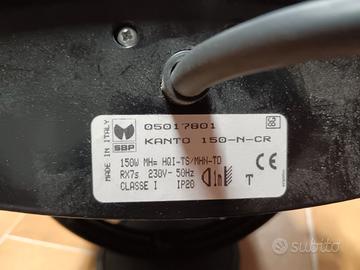 MADE IN ITALY
SBP
05017801
KANTO 150-N-CR
150W MH= HQI-TS/MHN-TD
RX7s 230V- 50Hz
CLASSE I IP20 1m T
CE
subito